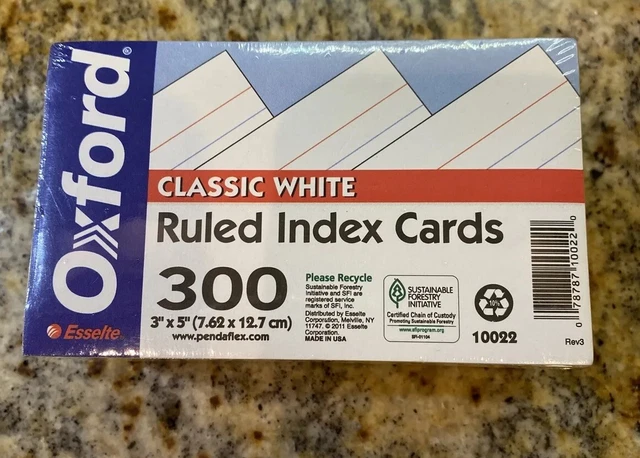 Oxford®
Esselte
CLASSIC WHITE
Ruled Index Cards
300
3" x 5" (7.62 x 12.7 cm)
www.pendaflex.com
Please Recycle
Sustainable Forestry
Initiative and SFI are
registered service
marks of SFI, Inc.
Distributed by Esselte
Corporation, Melville, NY
11747. © 2011 Esselte
Corporation.
MADE IN USA
SUSTAINABLE
FORESTRY
INITIATIVE
Certified Chain of Custody
Promoting Sustainable Forestry
www.sfiprogram.org
SFI-01104
10%
10022
0 78787 10022 0
Rev3